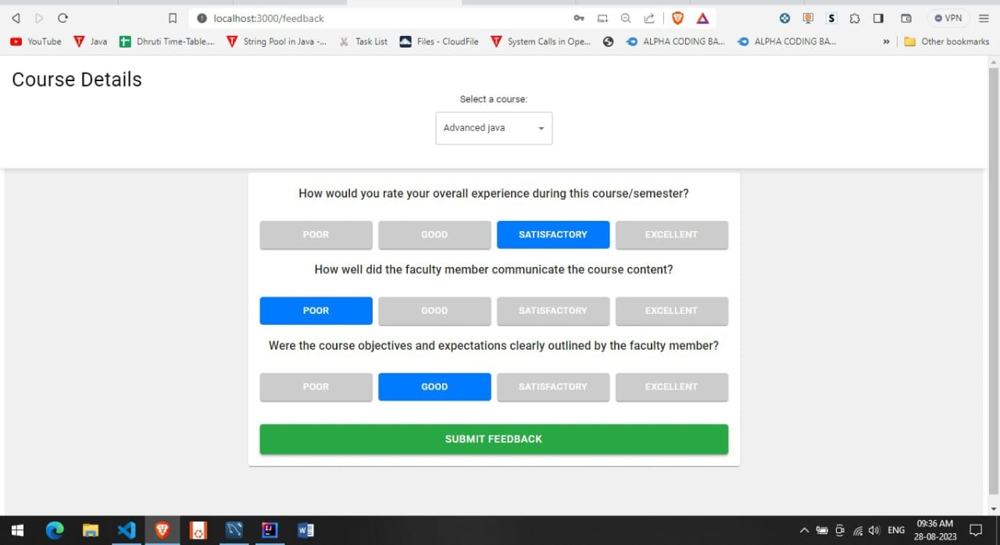 localhost:3000/feedback
S
VPN
YouTube
Java
Dhruti Time-Table....
String Pool in Java -...
Task List
Files - CloudFile
System Calls in Ope...
ALPHA CODING BA...
ALPHA CODING BA...
»
Other bookmarks
Course Details
Select a course:
Advanced java
How would you rate your overall experience during this course/semester?
POOR GOOD SATISFACTORY EXCELLENT
How well did the faculty member communicate the course content?
POOR GOOD SATISFACTORY EXCELLENT
Were the course objectives and expectations clearly outlined by the faculty member?
POOR GOOD SATISFACTORY EXCELLENT
SUBMIT FEEDBACK
ENG
09:36 AM
28-08-2023